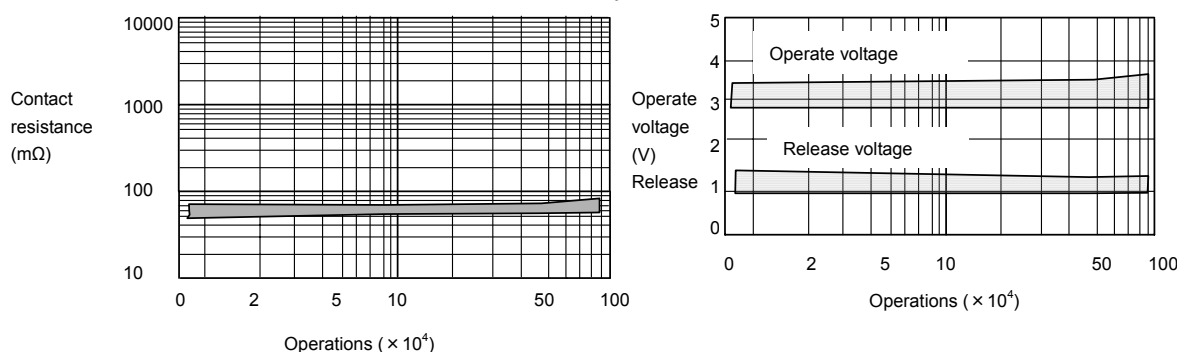 10000
1000
100
10
Contact
resistance
(mΩ)
0 2 5 10 50 100
Operations ( × 10⁴)
5
4
3
2
1
0
Operate
voltage
(V)
Release
Operate voltage
Release voltage
0 2 5 10 50 100
Operations ( × 10⁴)